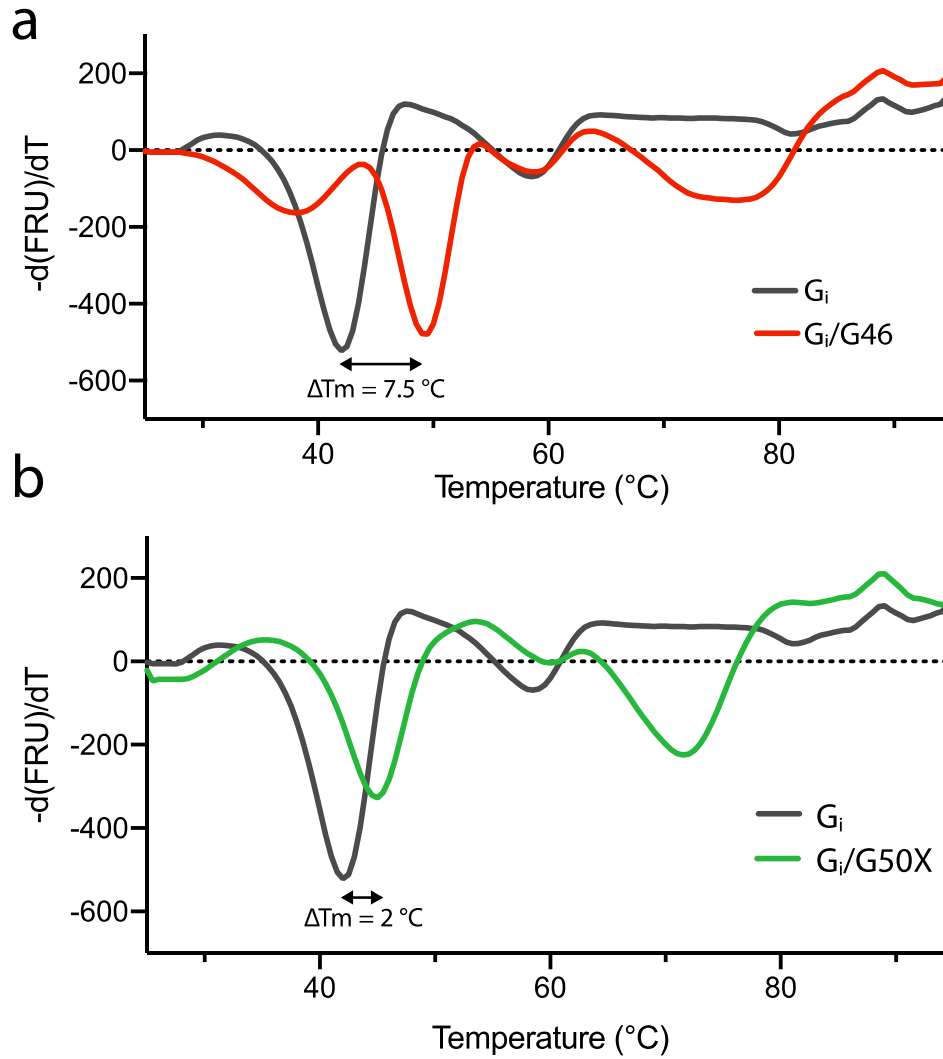 a
-d(FRU)/dT
200
0
-200
-400
-600
Gᵢ
Gᵢ/G46
ΔTm = 7.5 °C
40
60
80
Temperature (°C)
b
-d(FRU)/dT
200
0
-200
-400
-600
Gᵢ
Gᵢ/G50X
ΔTm = 2 °C
40
60
80
Temperature (°C)